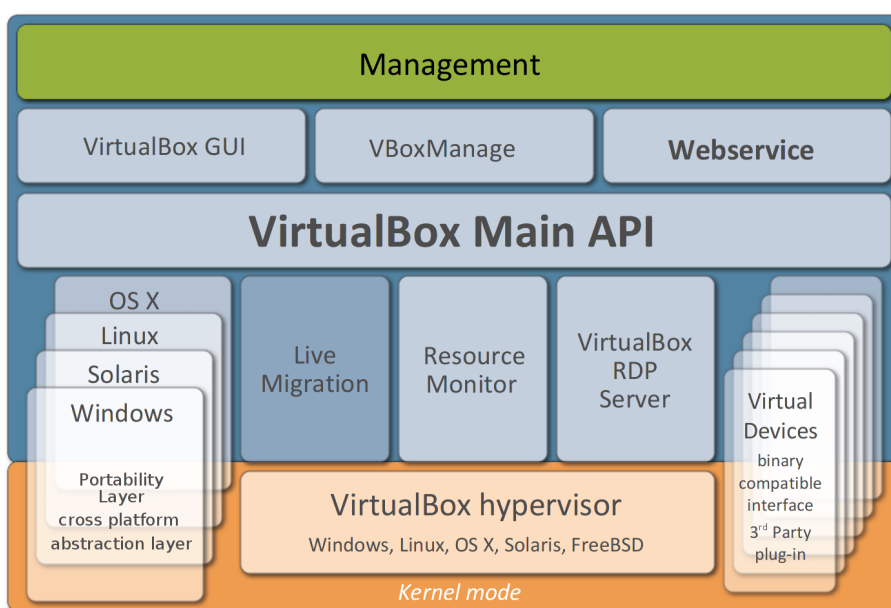 Management
VirtualBox GUI
VBoxManage
Webservice
VirtualBox Main API
OS X
Linux
Solaris
Windows
Portability
Layer
cross platform
abstraction layer
Live
Migration
Resource
Monitor
VirtualBox
RDP
Server
Virtual
Devices
binary
compatible
interface
3rd Party
plug-in
VirtualBox hypervisor
Windows, Linux, OS X, Solaris, FreeBSD
Kernel mode